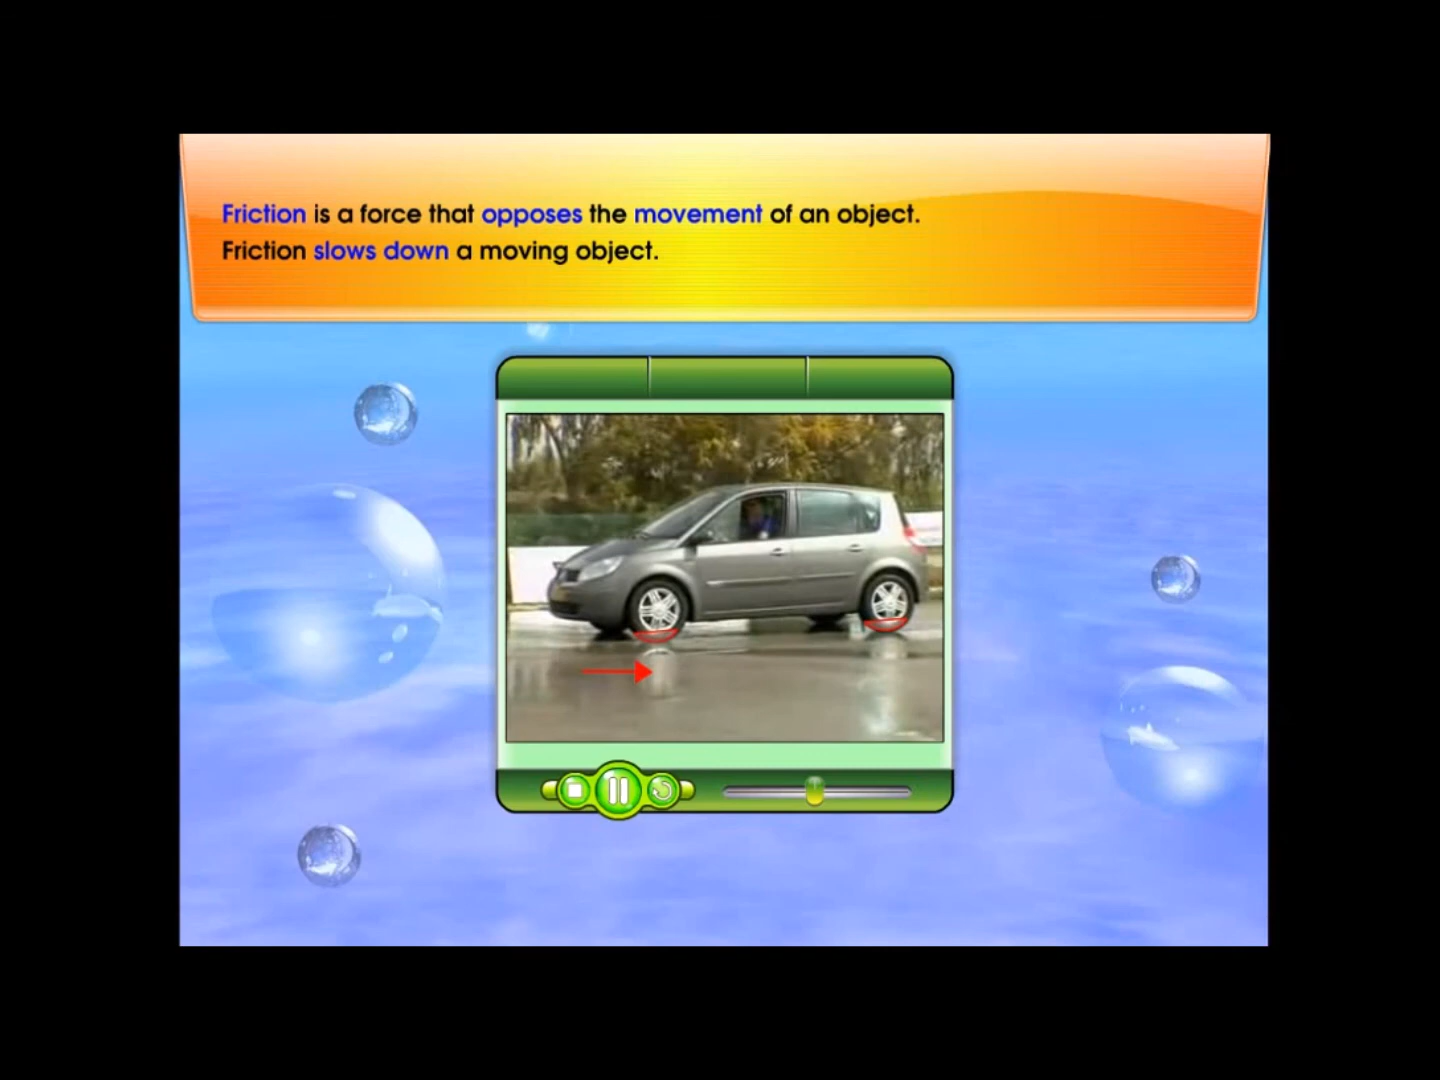 Friction is a force that opposes the movement of an object.
Friction slows down a moving object.